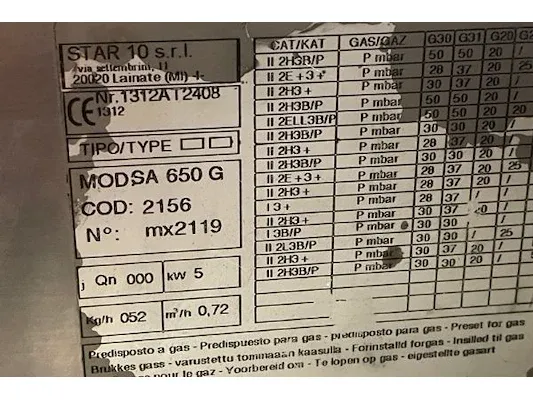 STAR 10 s.r.l.
via settembrini, 11
20020 Lainate (MI) -I-
CE Nr.1312AT2408
1312
TIPO/TYPE
MODSA 650 G
COD: 2156
N°: mx2119
Qn 000 kW 5
Kg/h 052 m³/h 0,72
CAT/KAT GAS/GAZ G30 G31 G20
II 2H3B/P P mbar 50 50 20 /
II 2E+3+ P mbar 28 37 20 25
II 2H3+ P mbar 28 37 20 /
II 2H3B/P P mbar 50 50 20 /
II 2ELL3B/P P mbar 50 50 20
II 2H3B/P P mbar 30 30 20 /
II 2H3+ P mbar 28 37 20 /
II 2H3B/P P mbar 30 30 20 /
II 2E+3+ P mbar 28 37 20 25
II 2H3+ P mbar 28 37 20 /
I 3+ P mbar 28 37 /
II 2H3+ P mbar 30 37 20 /
I 3B/P P mbar 30 30 /
II 2L3B/P P mbar 30 30 / 25
II 2H3+ P mbar 30 37 20 /
II 2H3B/P P mbar 30 30 20 /
Predisposto a gas - Predispuesto para gas - predisposto para gas - Preset for gas
Brukkes gass - varustettu tommaaan kaasulla - Forinstalld forgas - Insilled til gas
pour le gaz - Voorbereid om - Te lopen op gas - eigestellte gasart